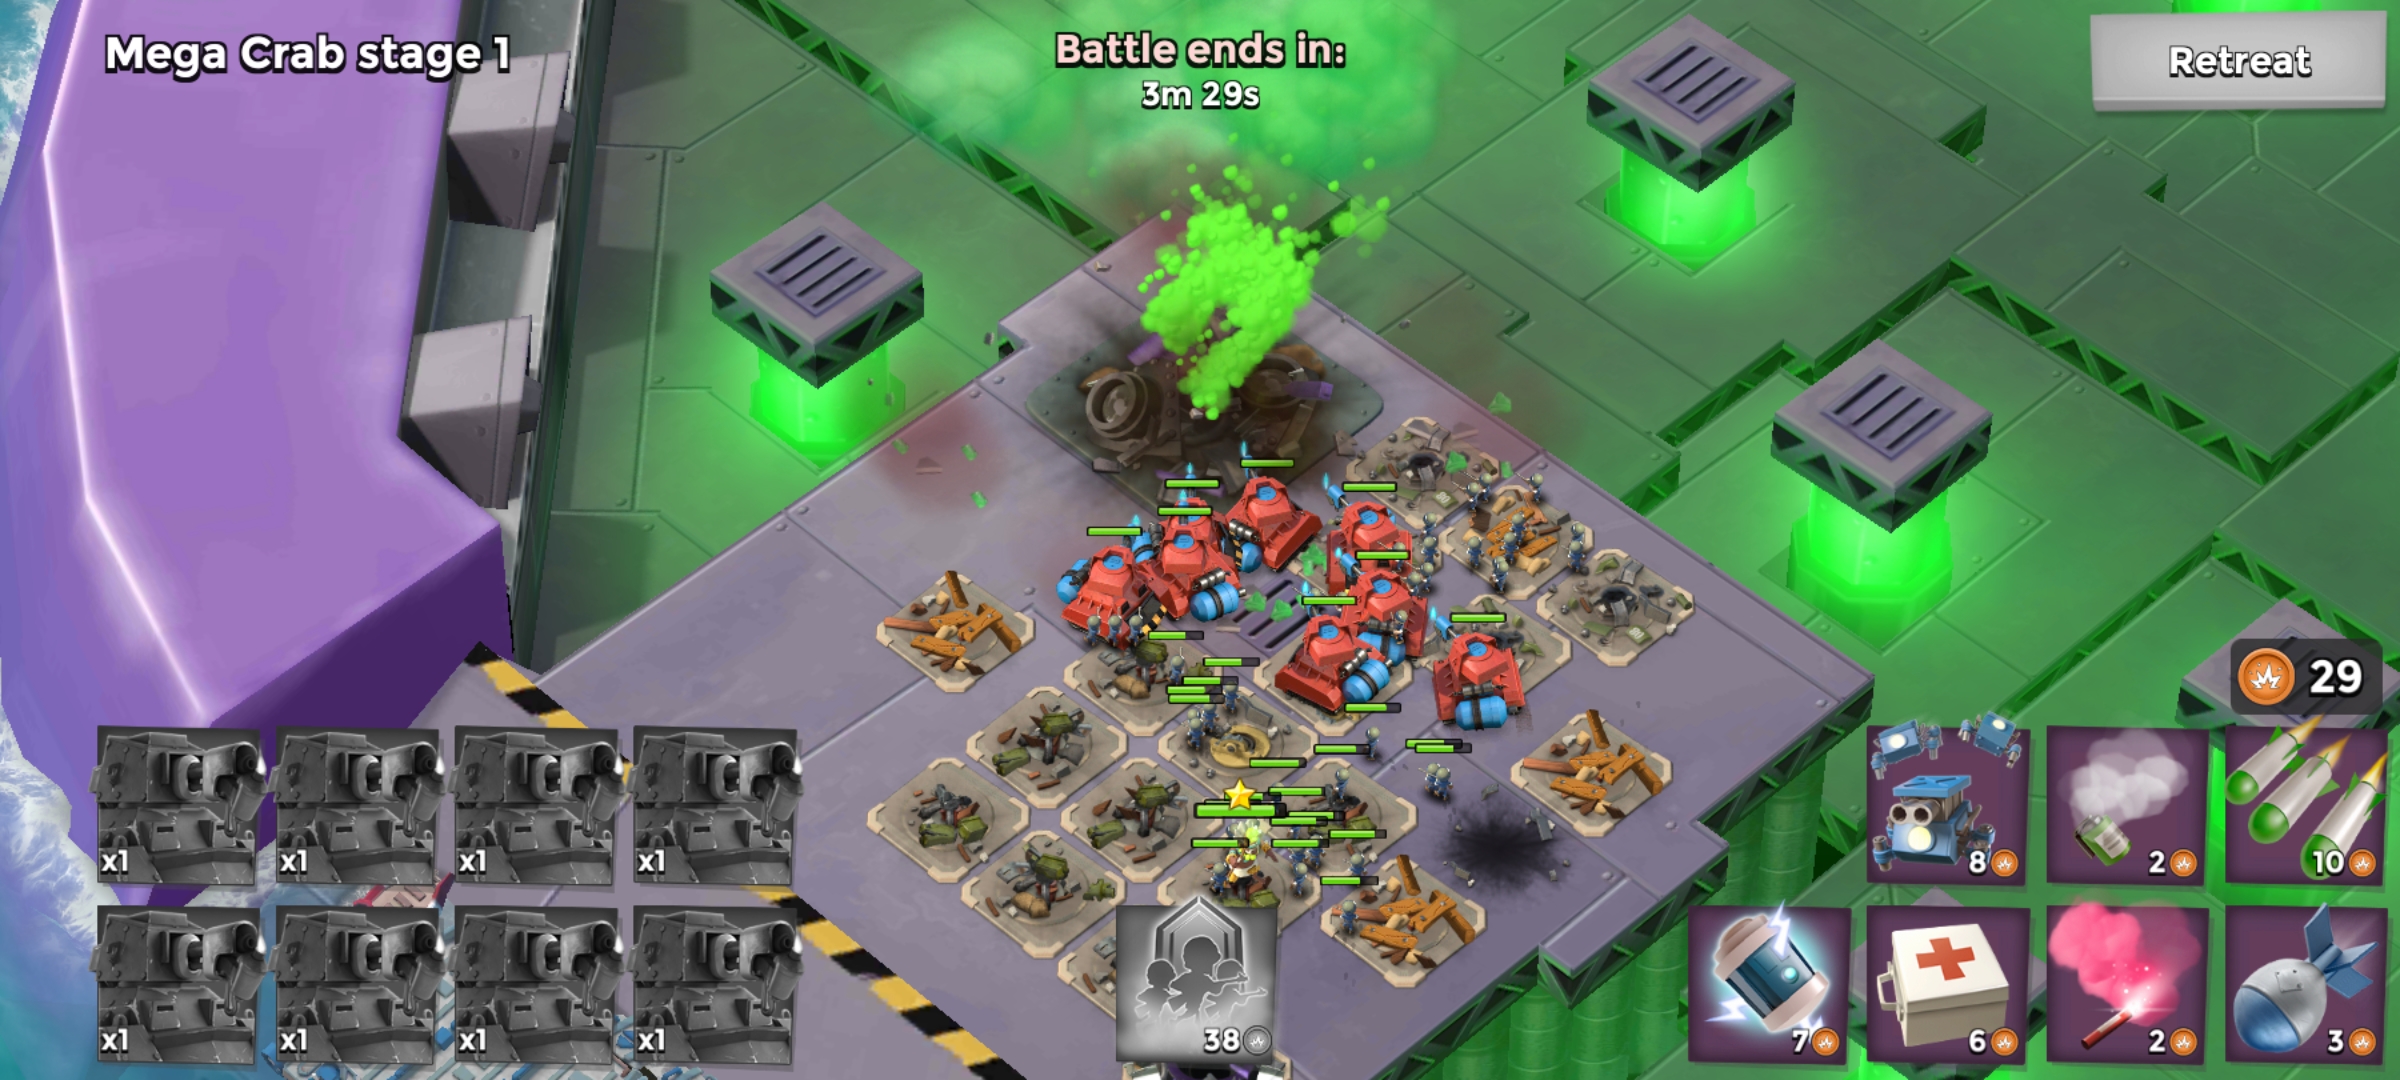 Mega Crab stage 1
Battle ends in:
3m 29s
Retreat
29
x1
x1
x1
x1
8
2
10
x1
x1
x1
x1
38
7
6
2
3